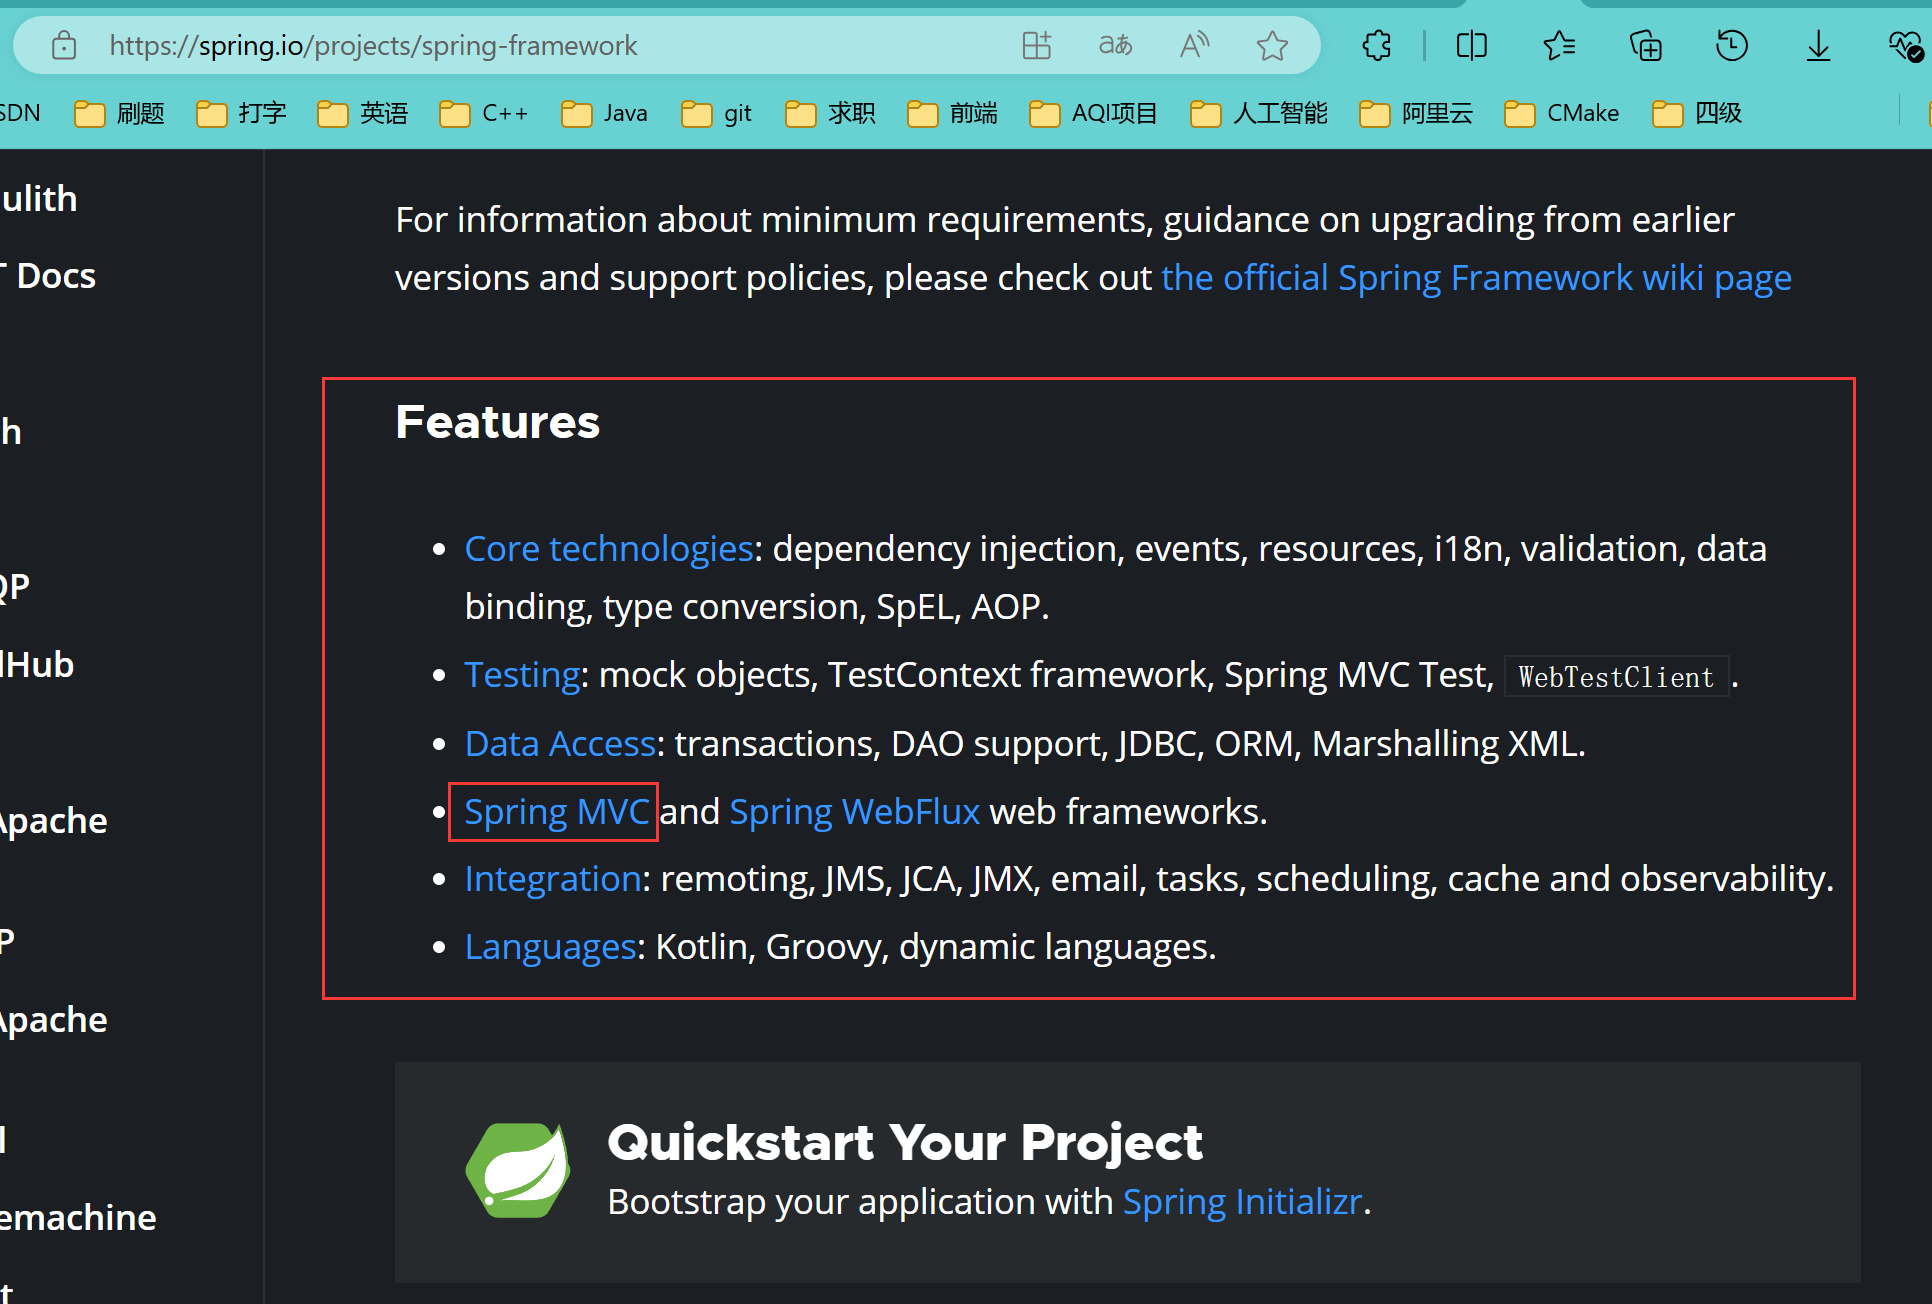 https://spring.io/projects/spring-framework
SDN 刷题 打字 英语 C++ Java git 求职 前端 AQI项目 人工智能 阿里云 CMake 四级
ulith
For information about minimum requirements, guidance on upgrading from earlier
T Docs
versions and support policies, please check out the official Spring Framework wiki page
Features
h
Core technologies: dependency injection, events, resources, i18n, validation, data
QP
binding, type conversion, SpEL, AOP.
lHub
Testing: mock objects, TestContext framework, Spring MVC Test, WebTestClient.
Data Access: transactions, DAO support, JDBC, ORM, Marshalling XML.
Apache
Spring MVC and Spring WebFlux web frameworks.
Integration: remoting, JMS, JCA, JMX, email, tasks, scheduling, cache and observability.
P
Languages: Kotlin, Groovy, dynamic languages.
Apache
Quickstart Your Project
Bootstrap your application with Spring Initializr.
emachine
t